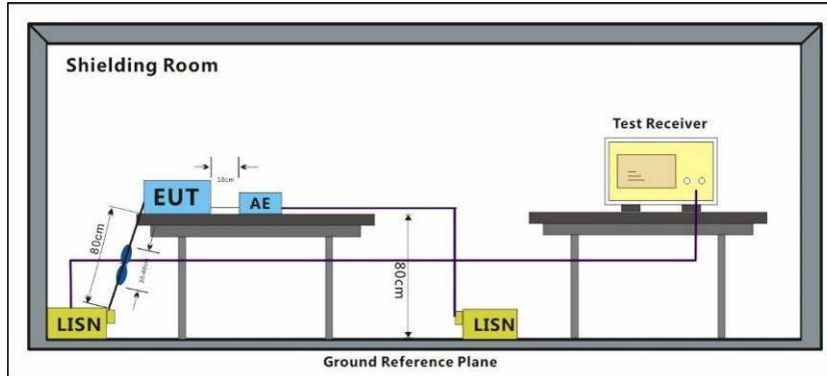 Shielding Room
Test Receiver
10cm
EUT
AE
80cm
80cm
LISN
LISN
Ground Reference Plane